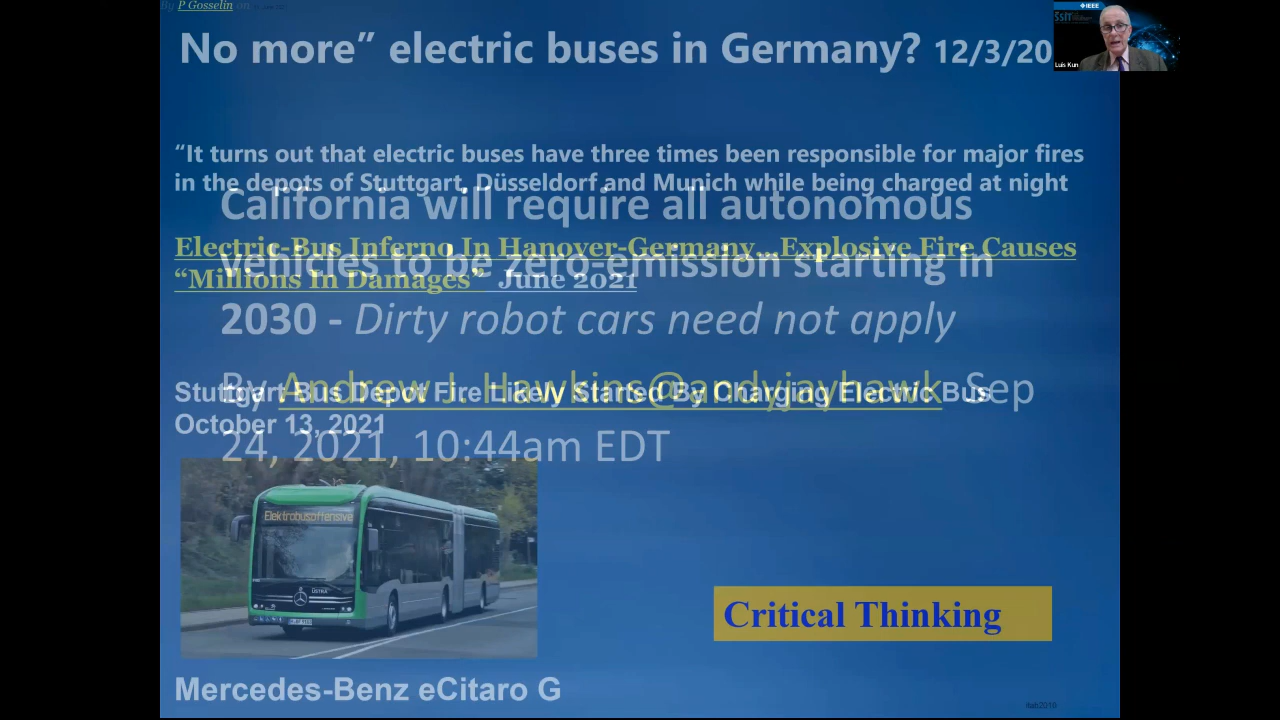 By P Gosselin on
IEEE
SSIT
Luis Kun
No more” electric buses in Germany? 12/3/20
“It turns out that electric buses have three times been responsible for major fires
in the depots of Stuttgart, Düsseldorf and Munich while being charged at night
California will require all autonomous
Electric-Bus Inferno In Hanover-Germany...Explosive Fire Causes
vehicles to be zero-emission starting in
“Millions In Damages” June 2021
2030 - Dirty robot cars need not apply
By Andrew J. Hawkins@andyjayhawk Sep
Stuttgart Bus Depot Fire Likely Started By Charging Electric Bus
October 13, 2021
24, 2021, 10:44am EDT
Elektrobusoffensive
ÜSTRA
Critical Thinking
Mercedes-Benz eCitaro G